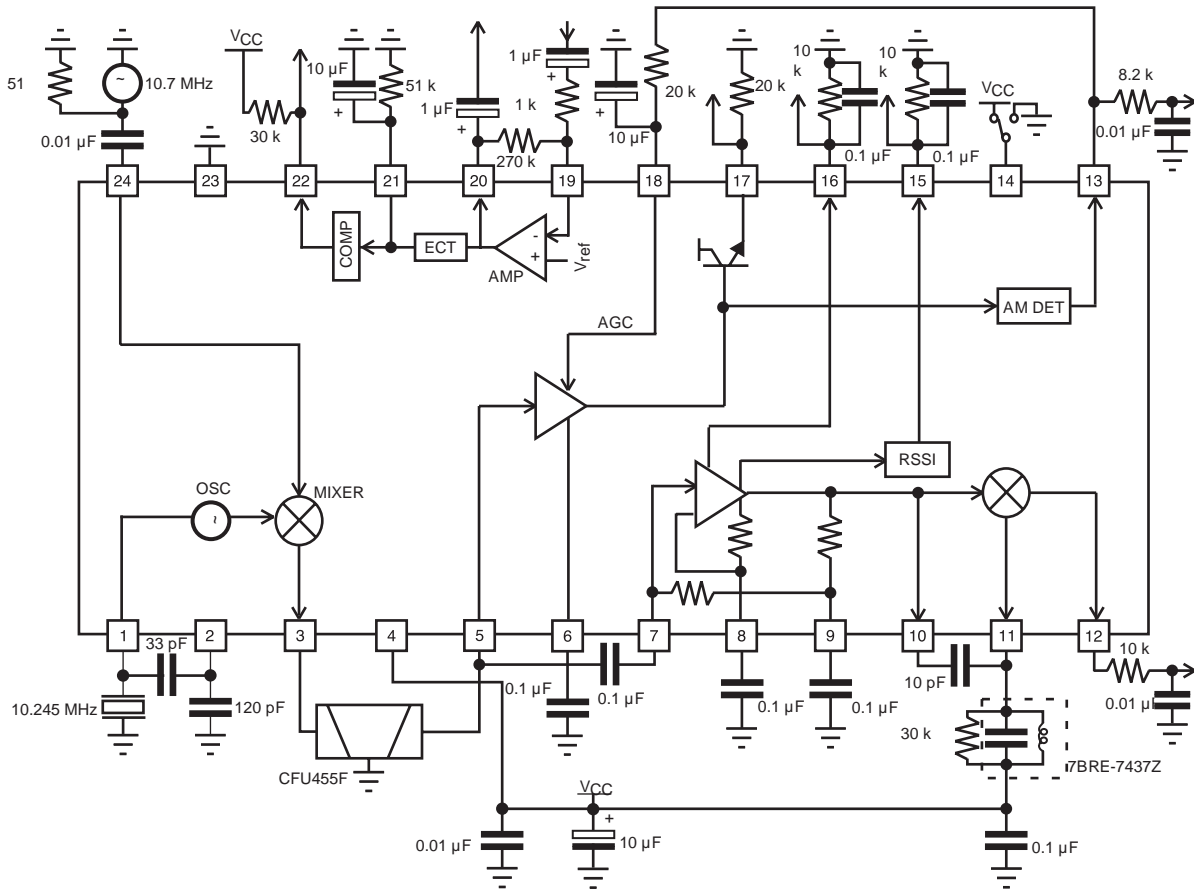 VCC
10
k
10
k
51
~
10.7 MHz
10 µF
+
51 k
1 µF
+
20 k
20 k
VCC
8.2 k
0.01 µF
30 k
1 µF
+
1 k
+
10 µF
0.01 µF
270 k
0.1 µF
0.1 µF
24
23
22
21
20
19
18
17
16
15
14
13
COMP
ECT
AMP
-
+
Vref
AM DET
AGC
RSSI
OSC
~
MIXER
1
2
3
4
5
6
7
8
9
10
11
12
33 pF
10 k
10.245 MHz
120 pF
0.1 µF
0.1 µF
0.1 µF
0.1 µF
10 pF
0.01 µ
30 k
CFU455F
7BRE-7437Z
VCC
+
0.01 µF
10 µF
0.1 µF